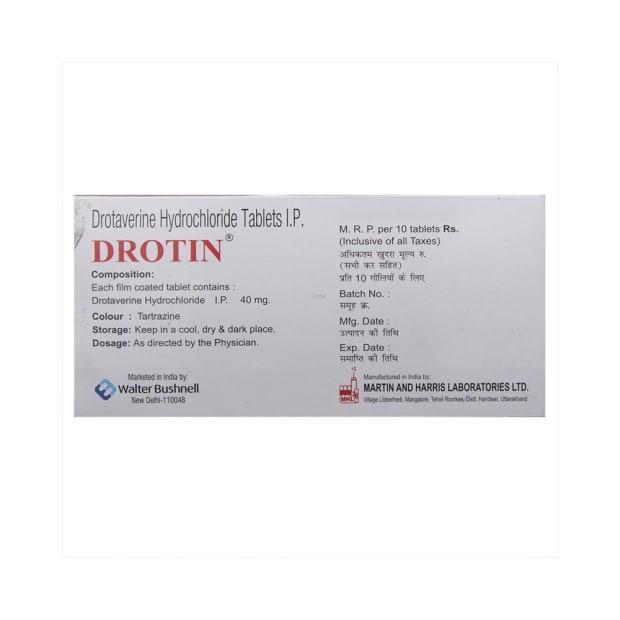 Drotaverine Hydrochloride Tablets I.P.
DROTIN®
Composition:
Each film coated tablet contains :
Drotaverine Hydrochloride I.P. 40 mg.
Colour : Tartrazine
Storage: Keep in a cool, dry & dark place.
Dosage: As directed by the Physician.
Marketed in India by:
Walter Bushnell
New Delhi-110048
M. R. P. per 10 tablets Rs.
(Inclusive of all Taxes)
अधिकतम खुदरा मूल्य रु.
(सभी कर सहित)
प्रति 10 गोलियों के लिए
Batch No. :
समूह क्र.
Mfg. Date :
उत्पादन की तिथि
Exp. Date :
समाप्ति की तिथि
Manufactured in India by:
MHL
MARTIN AND HARRIS LABORATORIES LTD.
Village Libberhedi, Mangalore, Tehsil Roorkee, Distt. Haridwar, Uttarakhand